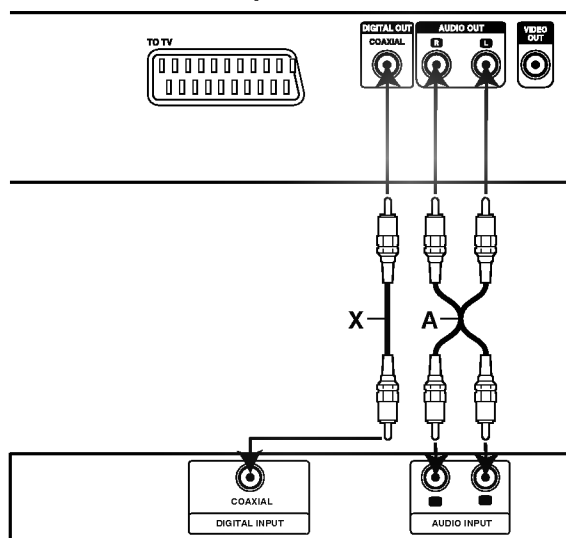 DIGITAL OUT
AUDIO OUT
VIDEO
OUT
COAXIAL
R
L
TO TV
X
A
COAXIAL
DIGITAL INPUT
AUDIO INPUT